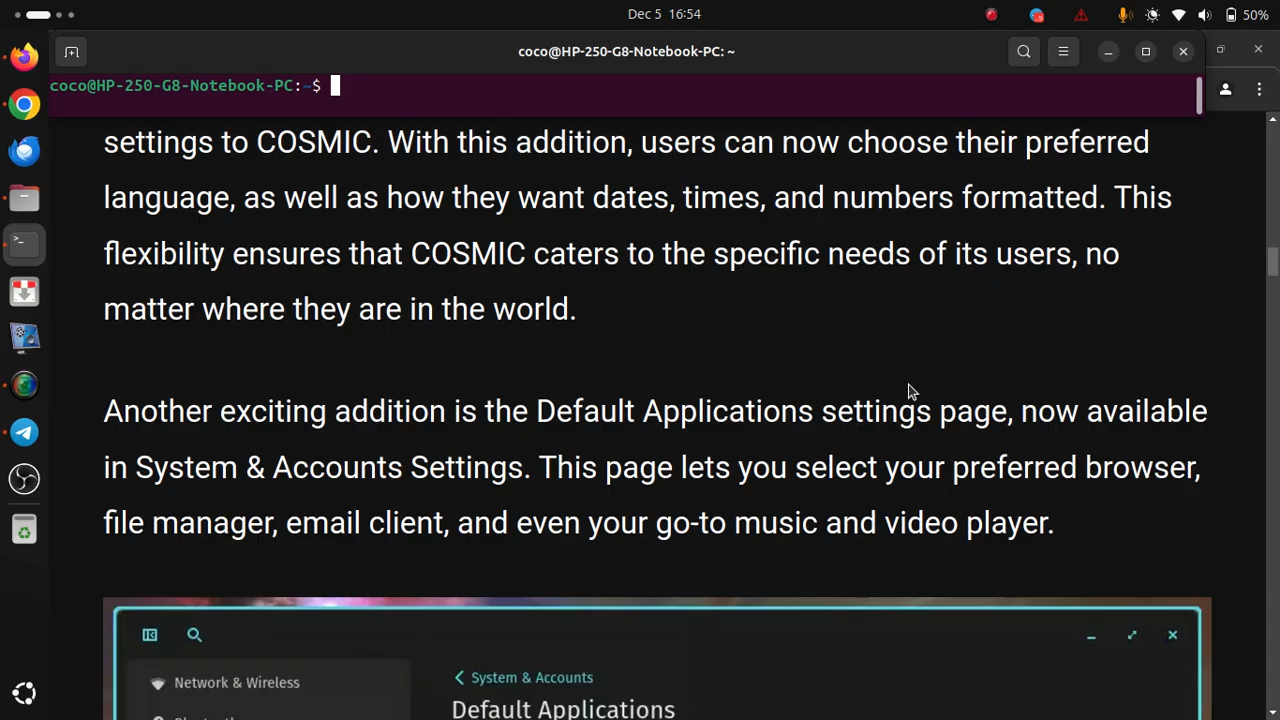 Dec 5 16:54
50%
coco@HP-250-G8-Notebook-PC: ~
coco@HP-250-G8-Notebook-PC:~$
settings to COSMIC. With this addition, users can now choose their preferred
language, as well as how they want dates, times, and numbers formatted. This
flexibility ensures that COSMIC caters to the specific needs of its users, no
matter where they are in the world.
Another exciting addition is the Default Applications settings page, now available
in System & Accounts Settings. This page lets you select your preferred browser,
file manager, email client, and even your go-to music and video player.
Network & Wireless
System & Accounts
Default Applications